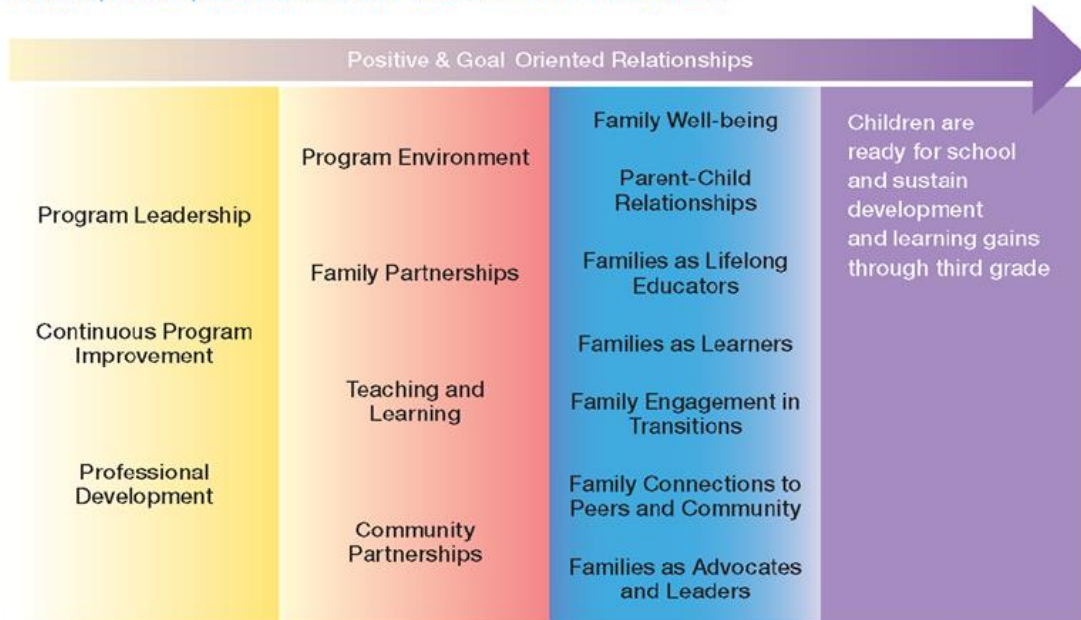 Positive & Goal Oriented Relationships
Program Leadership
Continuous Program
Improvement
Professional
Development
Program Environment
Family Partnerships
Teaching and
Learning
Community
Partnerships
Family Well-being
Parent-Child
Relationships
Families as Lifelong
Educators
Families as Learners
Family Engagement in
Transitions
Family Connections to
Peers and Community
Families as Advocates
and Leaders
Children are
ready for school
and sustain
development
and learning gains
through third grade